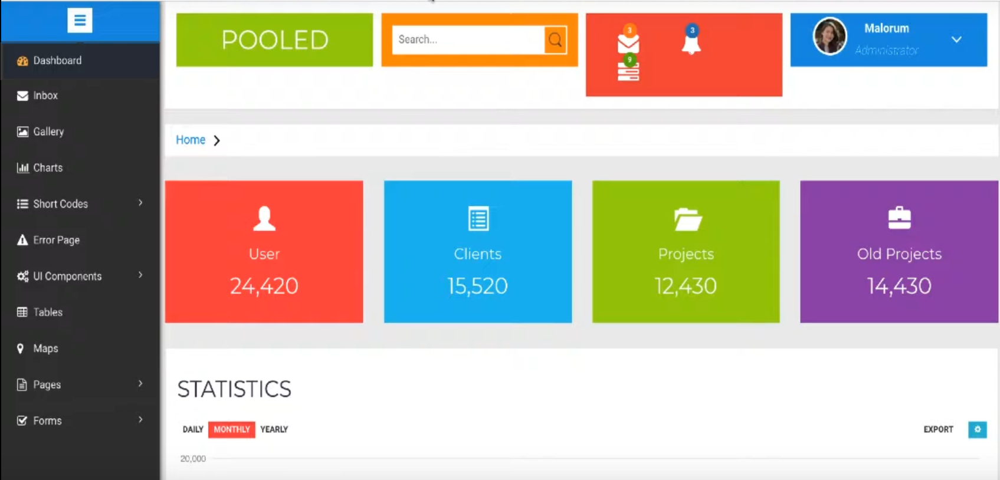 POOLED
Search...
3
3
9
Malorum
Administrator
Dashboard
Inbox
Gallery
Charts
Short Codes
Error Page
UI Components
Tables
Maps
Pages
Forms
Home
User
24,420
Clients
15,520
Projects
12,430
Old Projects
14,430
STATISTICS
DAILY MONTHLY YEARLY
EXPORT
20,000